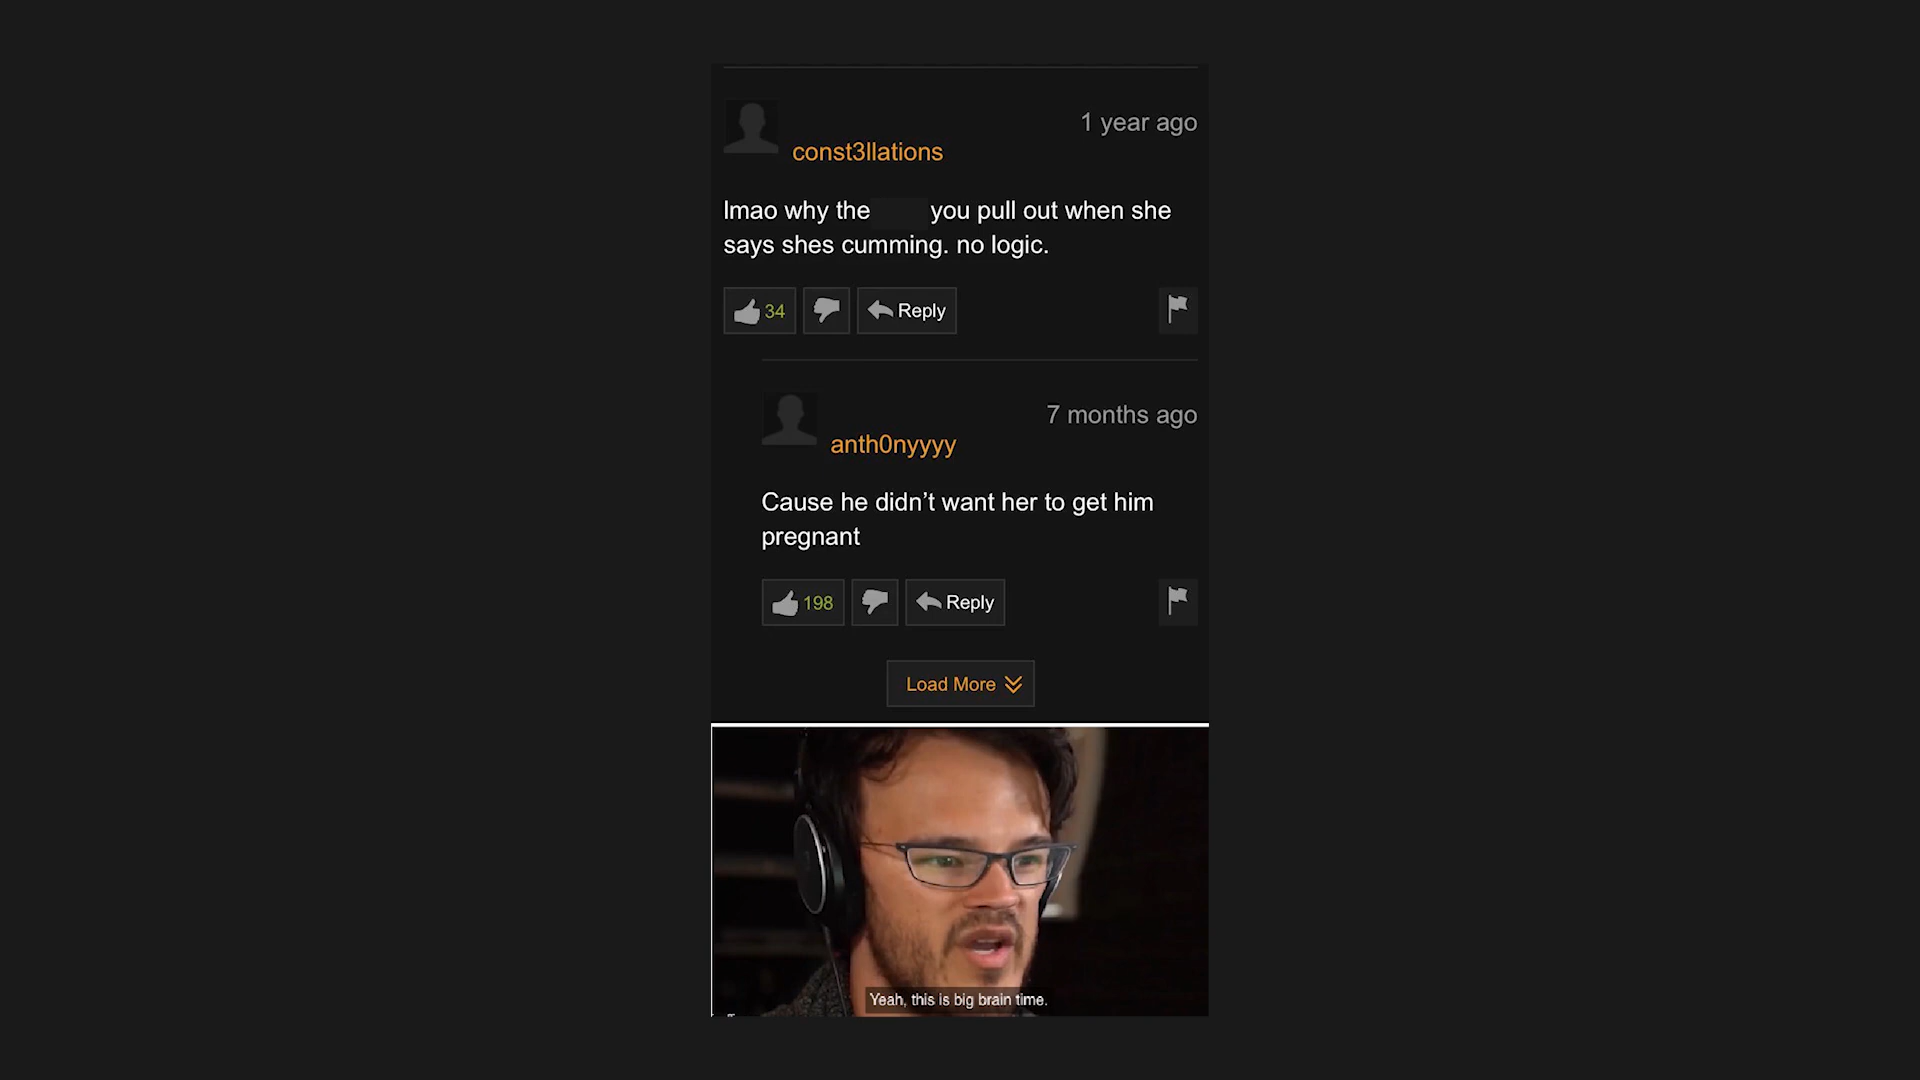 1 year ago
const3llations
lmao why the you pull out when she
says shes cumming. no logic.
34
Reply
7 months ago
anth0nyyyy
Cause he didn’t want her to get him
pregnant
198
Reply
Load More
Yeah, this is big brain time.